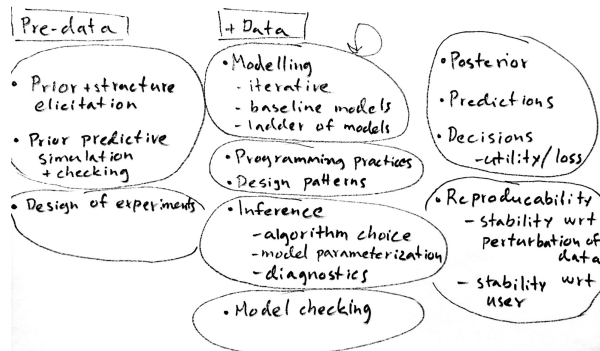 Pre-data
• Prior + structure
elicitation
• Prior predictive
simulation
+ checking
• Design of experiments
+ Data
• Modelling
- iterative
- baseline models
- ladder of models
• Programming practices
• Design patterns
• Inference
- algorithm choice
- model parameterization
- diagnostics
• Model checking
• Posterior
• Predictions
• Decisions
- utility/loss
• Reproducability
- stability wrt
perturbation of
data
- stability wrt
user